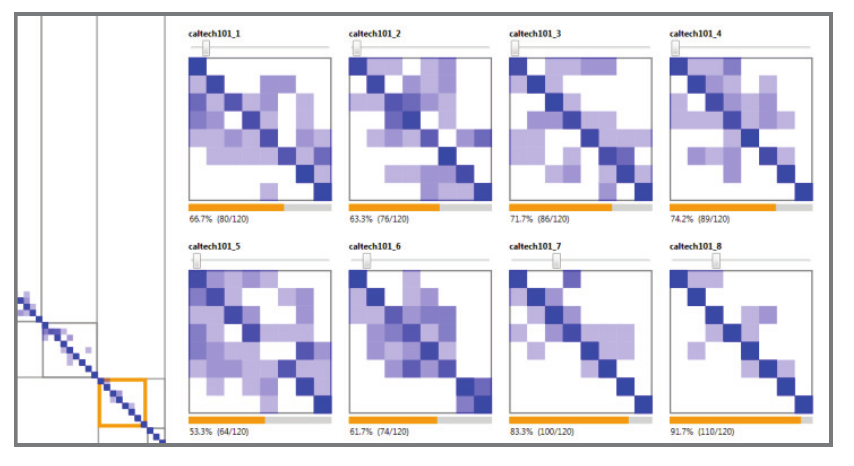 caltech101_1
caltech101_2
caltech101_3
caltech101_4
66.7% (80/120)
63.3% (76/120)
71.7% (86/120)
74.2% (89/120)
caltech101_5
caltech101_6
caltech101_7
caltech101_8
53.3% (64/120)
61.7% (74/120)
83.3% (100/120)
91.7% (110/120)